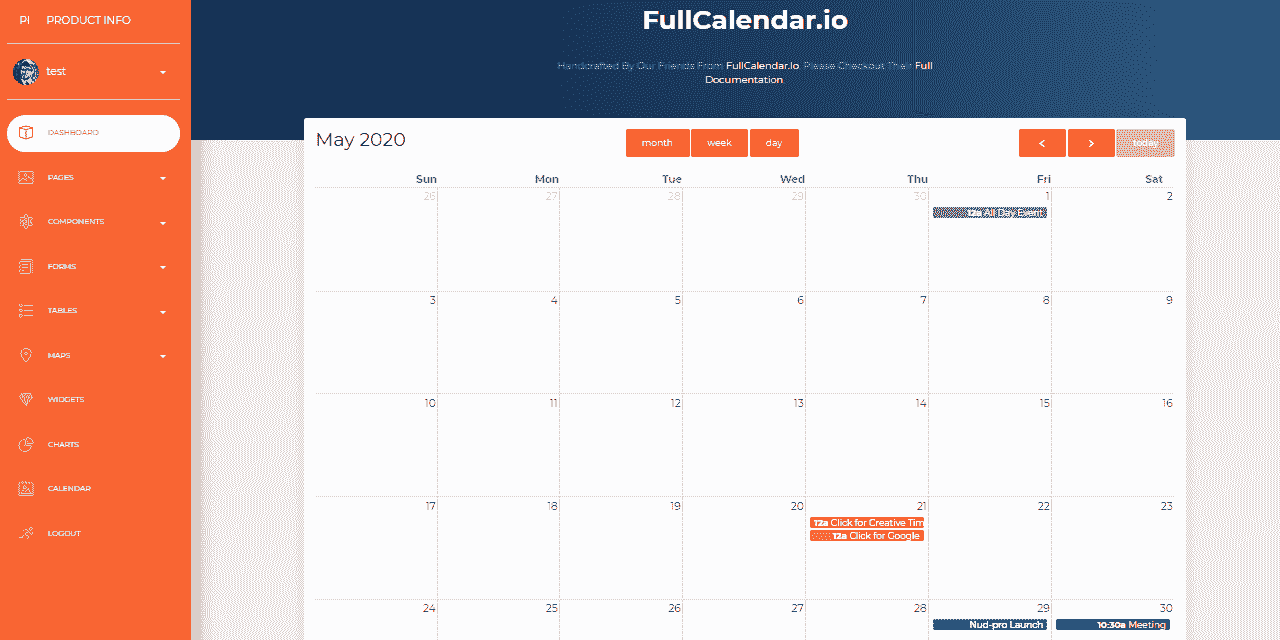 PI PRODUCT INFO
test
DASHBOARD
PAGES
COMPONENTS
FORMS
TABLES
MAPS
WIDGETS
CHARTS
CALENDAR
LOGOUT
FullCalendar.io
Handcrafted By Our Friends From FullCalendar.Io. Please Checkout Their Full
Documentation.
May 2020
month week day
< > today
Sun Mon Tue Wed Thu Fri Sat
26 27 28 29 30 1 2
12a All Day Event
3 4 5 6 7 8 9
10 11 12 13 14 15 16
17 18 19 20 21 22 23
12a Click for Creative Tim
12a Click for Google
24 25 26 27 28 29 30
Nud-pro Launch 10:30a Meeting